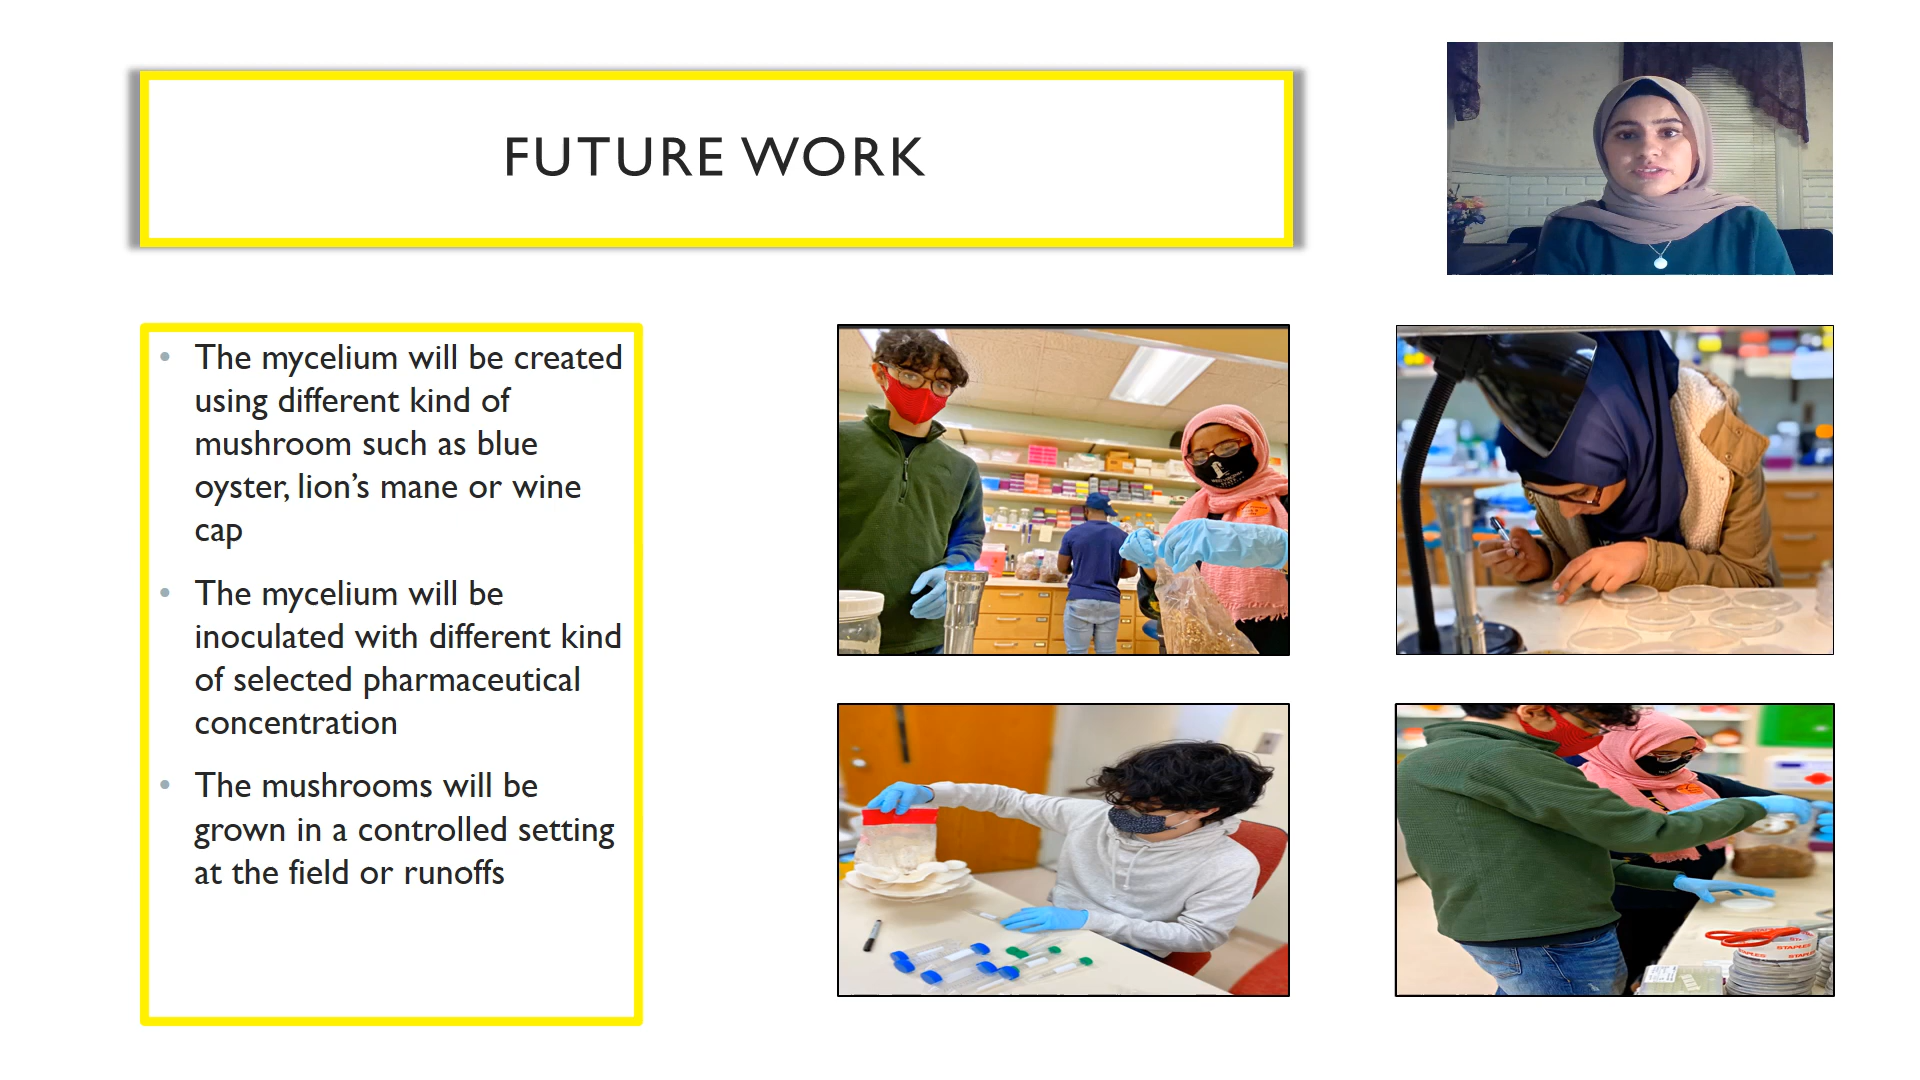 FUTURE WORK
• The mycelium will be created
using different kind of
mushroom such as blue
oyster, lion’s mane or wine
cap
• The mycelium will be
inoculated with different kind
of selected pharmaceutical
concentration
• The mushrooms will be
grown in a controlled setting
at the field or runoffs
STAPLES